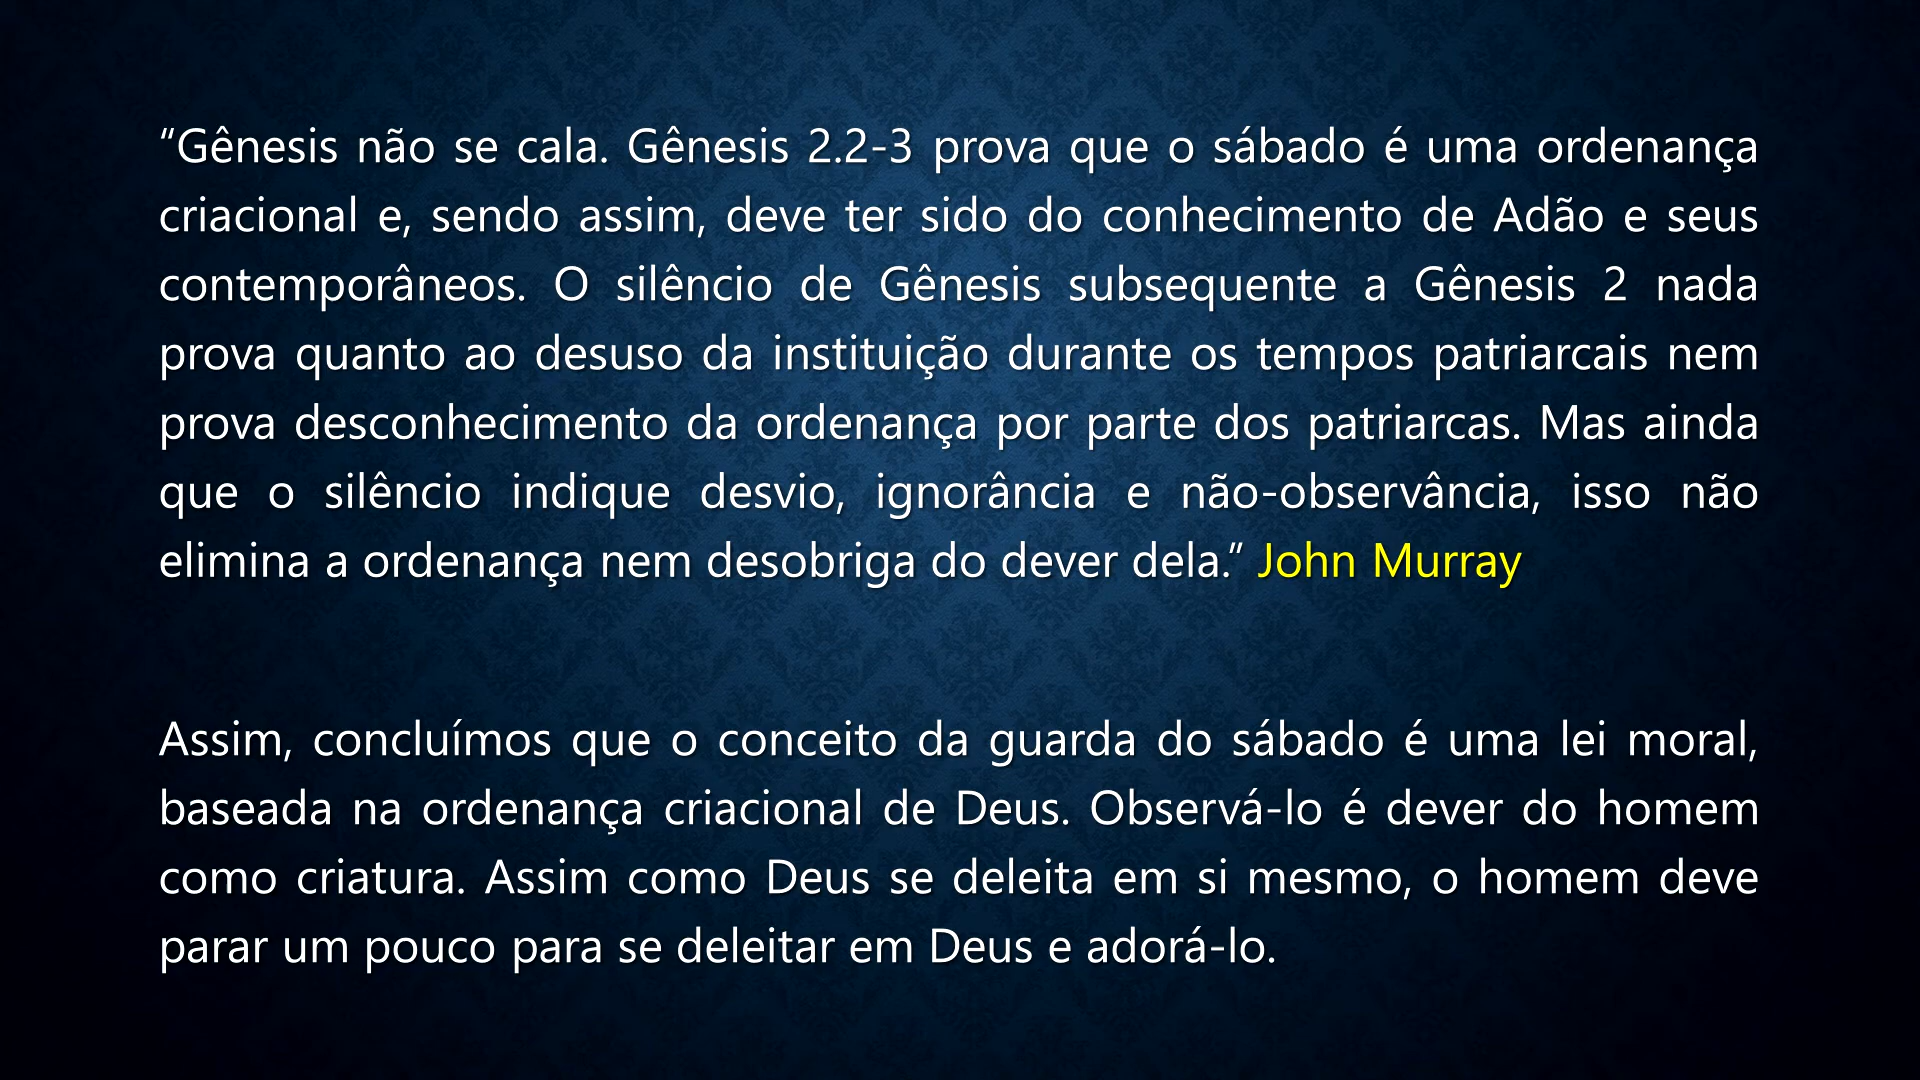 “Gênesis não se cala. Gênesis 2.2-3 prova que o sábado é uma ordenança
criacional e, sendo assim, deve ter sido do conhecimento de Adão e seus
contemporâneos. O silêncio de Gênesis subsequente a Gênesis 2 nada
prova quanto ao desuso da instituição durante os tempos patriarcais nem
prova desconhecimento da ordenança por parte dos patriarcas. Mas ainda
que o silêncio indique desvio, ignorância e não-observância, isso não
elimina a ordenança nem desobriga do dever dela.” John Murray
Assim, concluímos que o conceito da guarda do sábado é uma lei moral,
baseada na ordenança criacional de Deus. Observá-lo é dever do homem
como criatura. Assim como Deus se deleita em si mesmo, o homem deve
parar um pouco para se deleitar em Deus e adorá-lo.